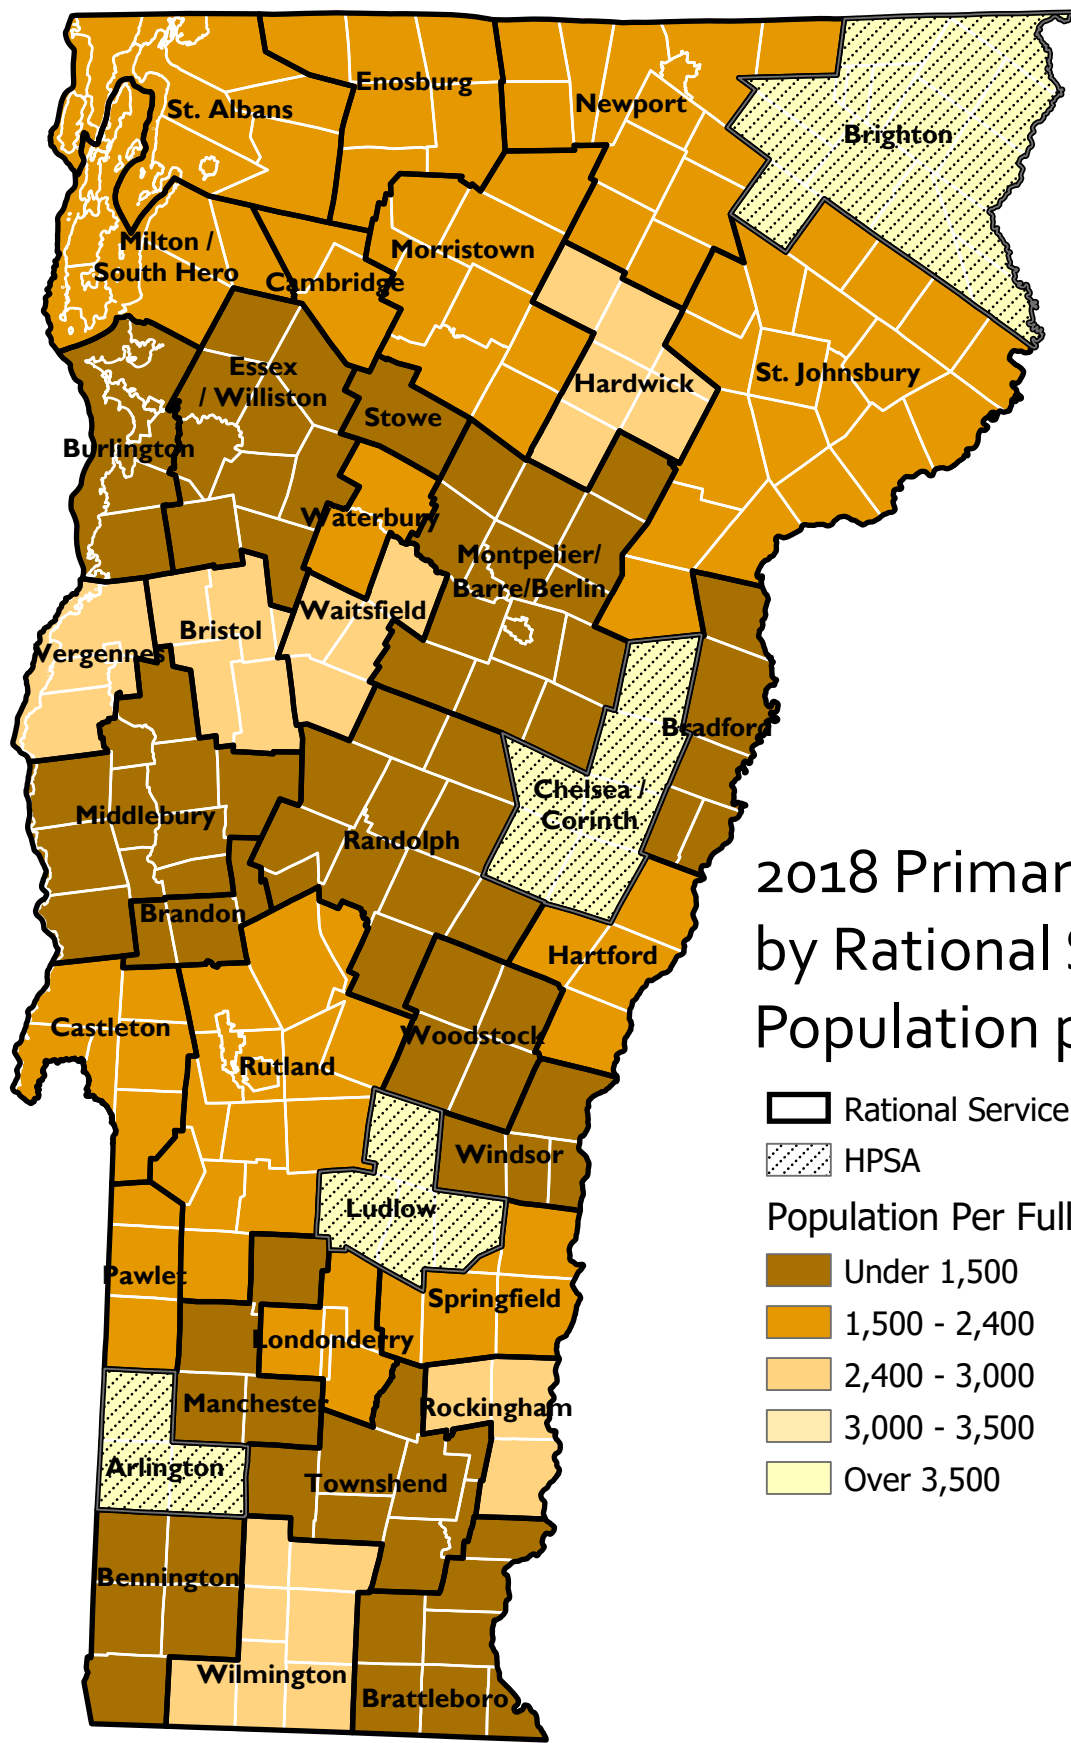 Enosburg
St. Albans
Newport
Brighton
Milton /
South Hero
Morristown
Cambridge
Essex
/ Williston
Hardwick
St. Johnsbury
Stowe
Burlington
Waterbury
Montpelier/
Barre/Berlin
Waitsfield
Bristol
Vergennes
Bradford
Chelsea /
Corinth
Middlebury
Randolph
Brandon
Hartford
Castleton
Woodstock
Rutland
Windsor
Ludlow
Pawlet
Springfield
Londonderry
Manchester
Rockingham
Arlington
Townshend
Bennington
Wilmington
Brattleboro
2018 Primar
by Rational S
Population p
Rational Service
HPSA
Population Per Full
Under 1,500
1,500 - 2,400
2,400 - 3,000
3,000 - 3,500
Over 3,500